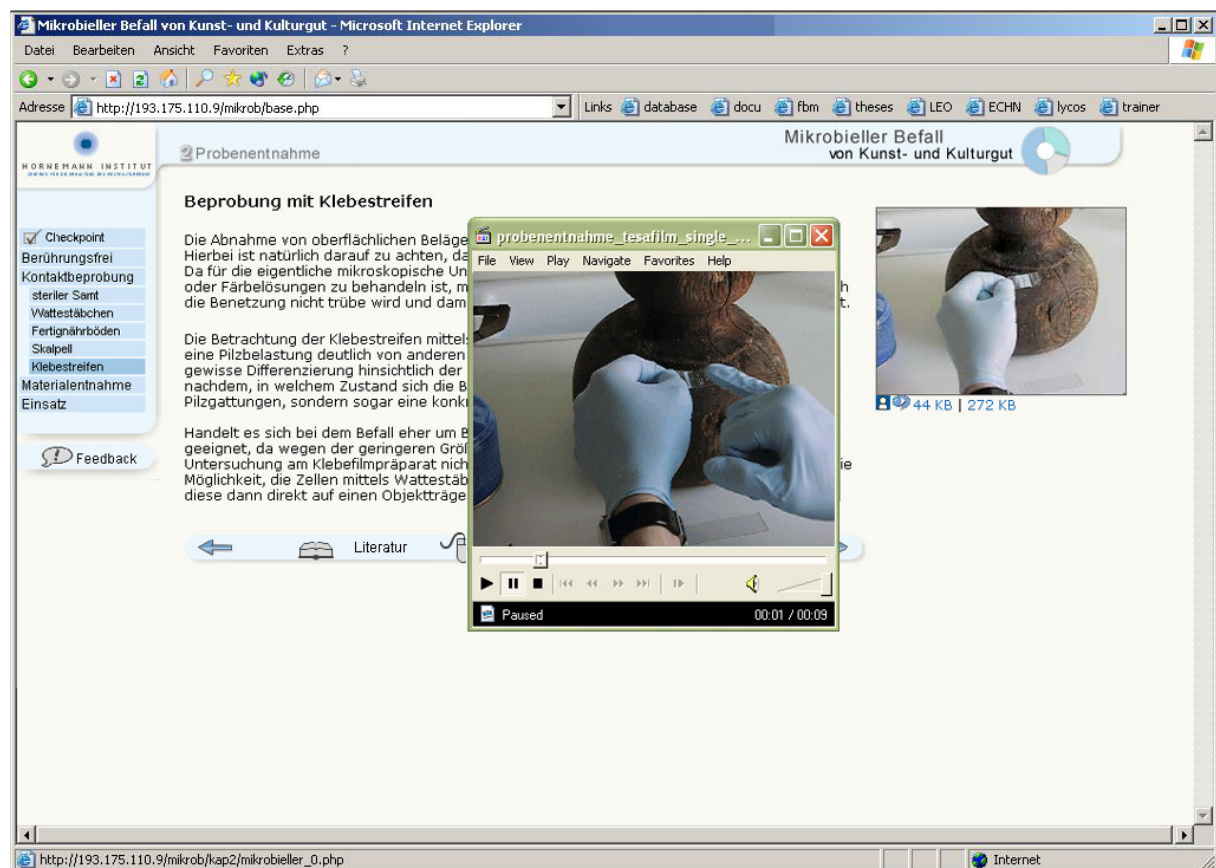 Mikrobieller Befall von Kunst- und Kulturgut - Microsoft Internet Explorer
Datei Bearbeiten Ansicht Favoriten Extras ?
Adresse http://193.175.110.9/mikrob/base.php Links database docu fbm theses LEO ECHN lycos trainer
HORNEMANN INSTITUT
2 Probenentnahme
Mikrobieller Befall
von Kunst- und Kulturgut
Checkpoint
Berührungsfrei
Kontaktbeprobung
steriler Samt
Wattestäbchen
Fertignährböden
Skalpell
Klebestreifen
Materialentnahme
Einsatz
Feedback
Beprobung mit Klebestreifen
Die Abnahme von oberflächlichen Beläge
Hierbei ist natürlich darauf zu achten, da
Da für die eigentliche mikroskopische Un
oder Färbelösungen zu behandeln ist, m h
die Benetzung nicht trübe wird und dam t.
Die Betrachtung der Klebestreifen mittels
eine Pilzbelastung deutlich von anderen
gewisse Differenzierung hinsichtlich der
nachdem, in welchem Zustand sich die B
Pilzgattungen, sondern sogar eine konk
Handelt es sich bei dem Befall eher um B
geeignet, da wegen der geringeren Größ
Untersuchung am Klebefilmpräparat nich ie
Möglichkeit, die Zellen mittels Wattestäb
diese dann direkt auf einen Objektträge
Literatur
probenentnahme_tesafilm_single_...
File View Play Navigate Favorites Help
Paused 00:01 / 00:09
44 KB | 272 KB
http://193.175.110.9/mikrob/kap2/mikrobieller_0.php Internet